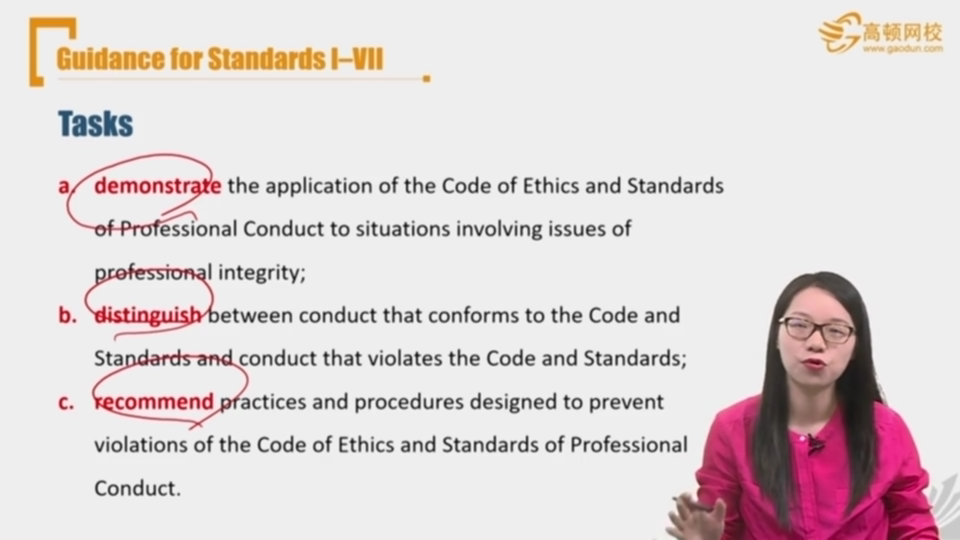 Guidance for Standards I–VII
高顿网校
www.gaodun.com
Tasks
a. demonstrate the application of the Code of Ethics and Standards
of Professional Conduct to situations involving issues of
professional integrity;
b. distinguish between conduct that conforms to the Code and
Standards and conduct that violates the Code and Standards;
c. recommend practices and procedures designed to prevent
violations of the Code of Ethics and Standards of Professional
Conduct.